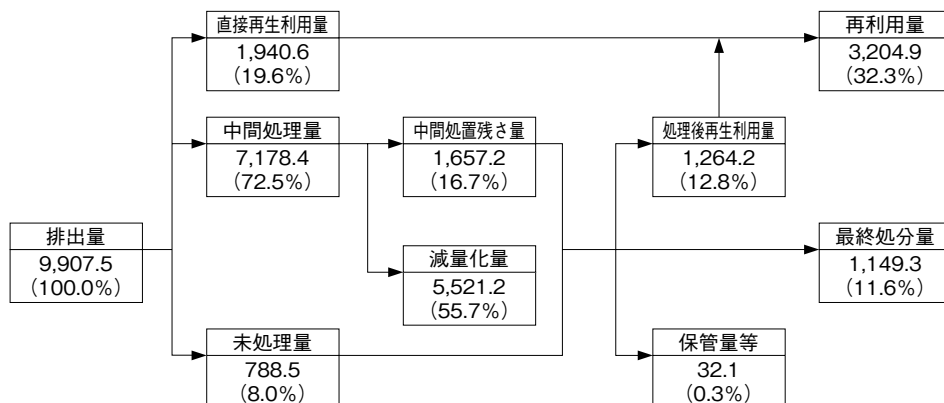 直接再生利用量
1,940.6
(19.6%)
再利用量
3,204.9
(32.3%)
中間処理量
7,178.4
(72.5%)
中間処置残さ量
1,657.2
(16.7%)
処理後再生利用量
1,264.2
(12.8%)
排出量
9,907.5
(100.0%)
減量化量
5,521.2
(55.7%)
最終処分量
1,149.3
(11.6%)
未処理量
788.5
(8.0%)
保管量等
32.1
(0.3%)